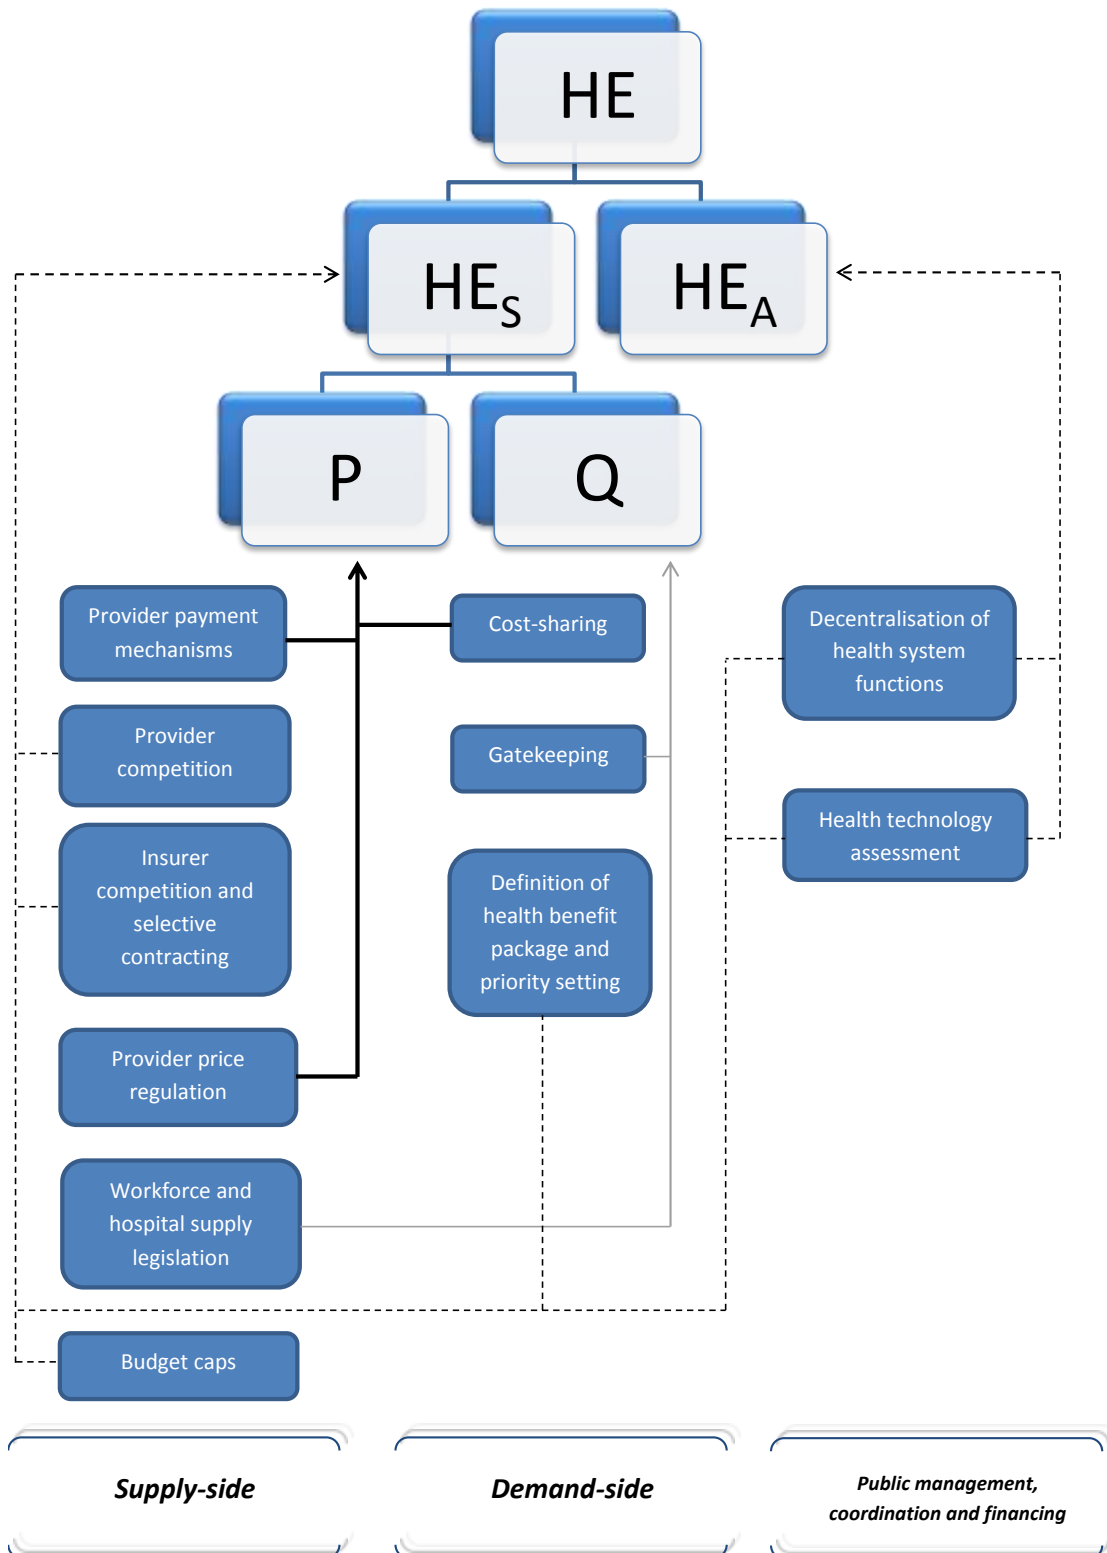 HE
HES
HEA
P
Q
Provider payment
mechanisms
Cost-sharing
Decentralisation of
health system
functions
Provider
competition
Gatekeeping
Health technology
assessment
Insurer
competition and
selective
contracting
Definition of
health benefit
package and
priority setting
Provider price
regulation
Workforce and
hospital supply
legislation
Budget caps
Supply-side
Demand-side
Public management,
coordination and financing